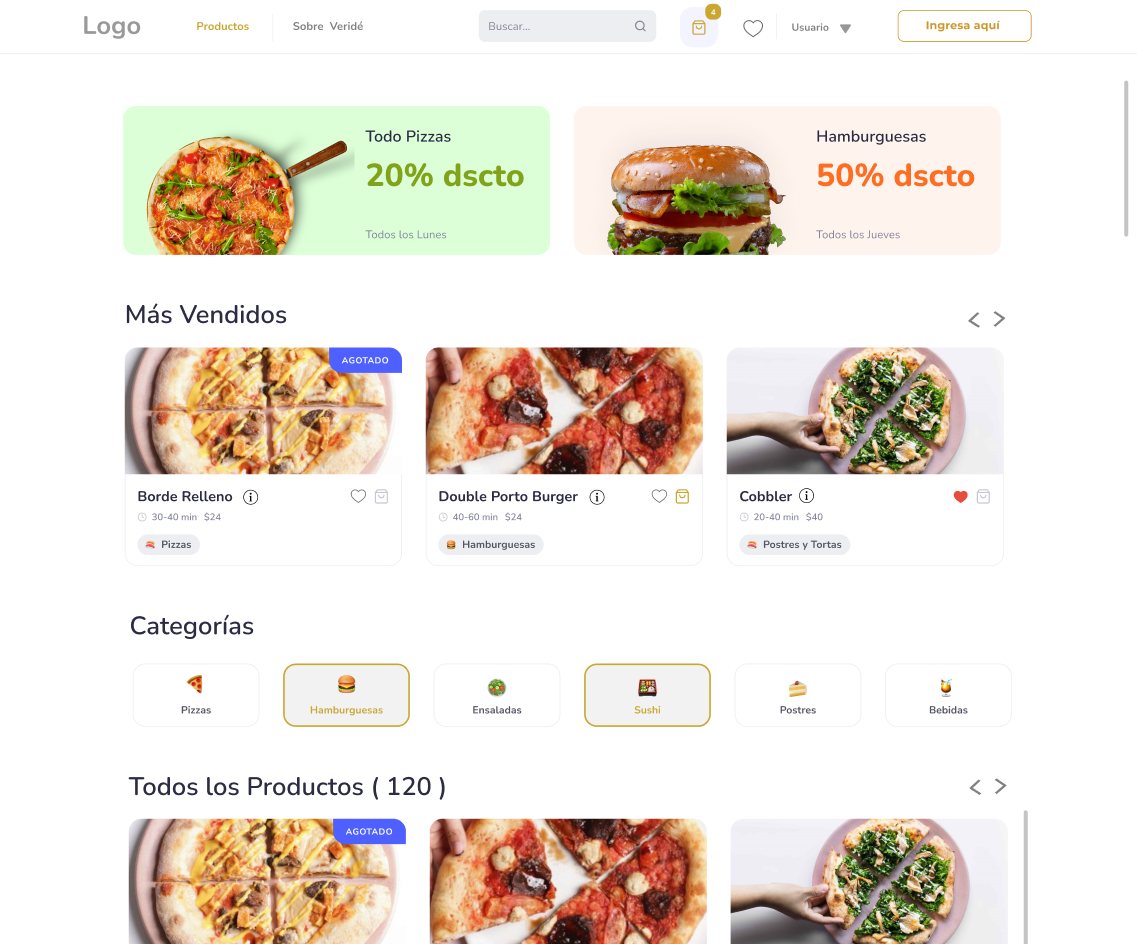 Logo
Productos
Sobre Veridé
Buscar...
4
Usuario
Ingresa aquí
Todo Pizzas
20% dscto
Todos los Lunes
Hamburguesas
50% dscto
Todos los Jueves
Más Vendidos
< >
AGOTADO
Borde Relleno
30-40 min $24
Pizzas
Double Porto Burger
40-60 min $24
Hamburguesas
Cobbler
20-40 min $40
Postres y Tortas
Categorías
Pizzas
Hamburguesas
Ensaladas
Sushi
Postres
Bebidas
Todos los Productos ( 120 )
< >
AGOTADO